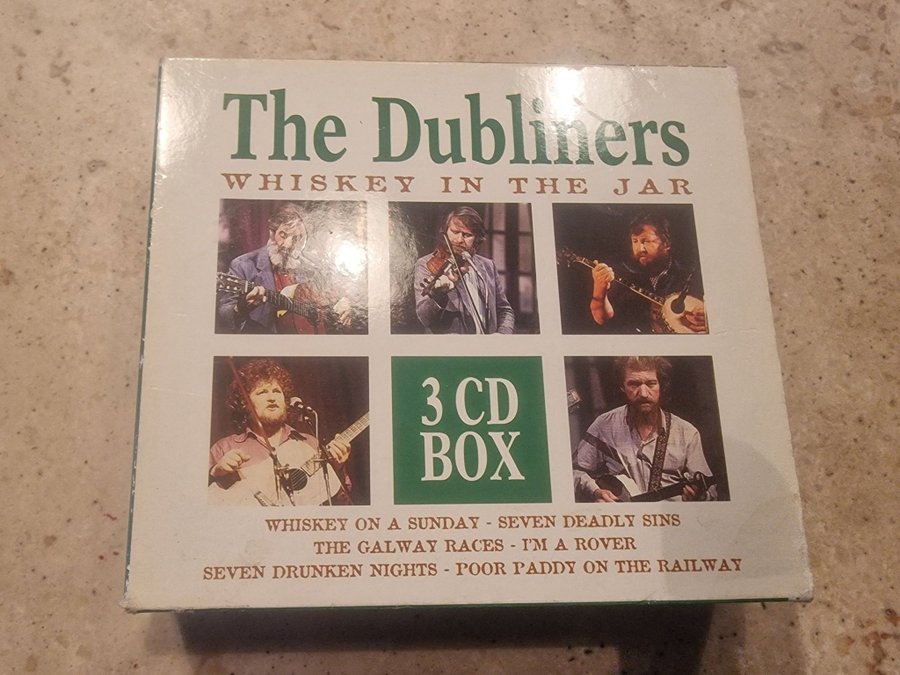 The Dubliners
WHISKEY IN THE JAR
3 CD
BOX
WHISKEY ON A SUNDAY - SEVEN DEADLY SINS
THE GALWAY RACES - I'M A ROVER
SEVEN DRUNKEN NIGHTS - POOR PADDY ON THE RAILWAY